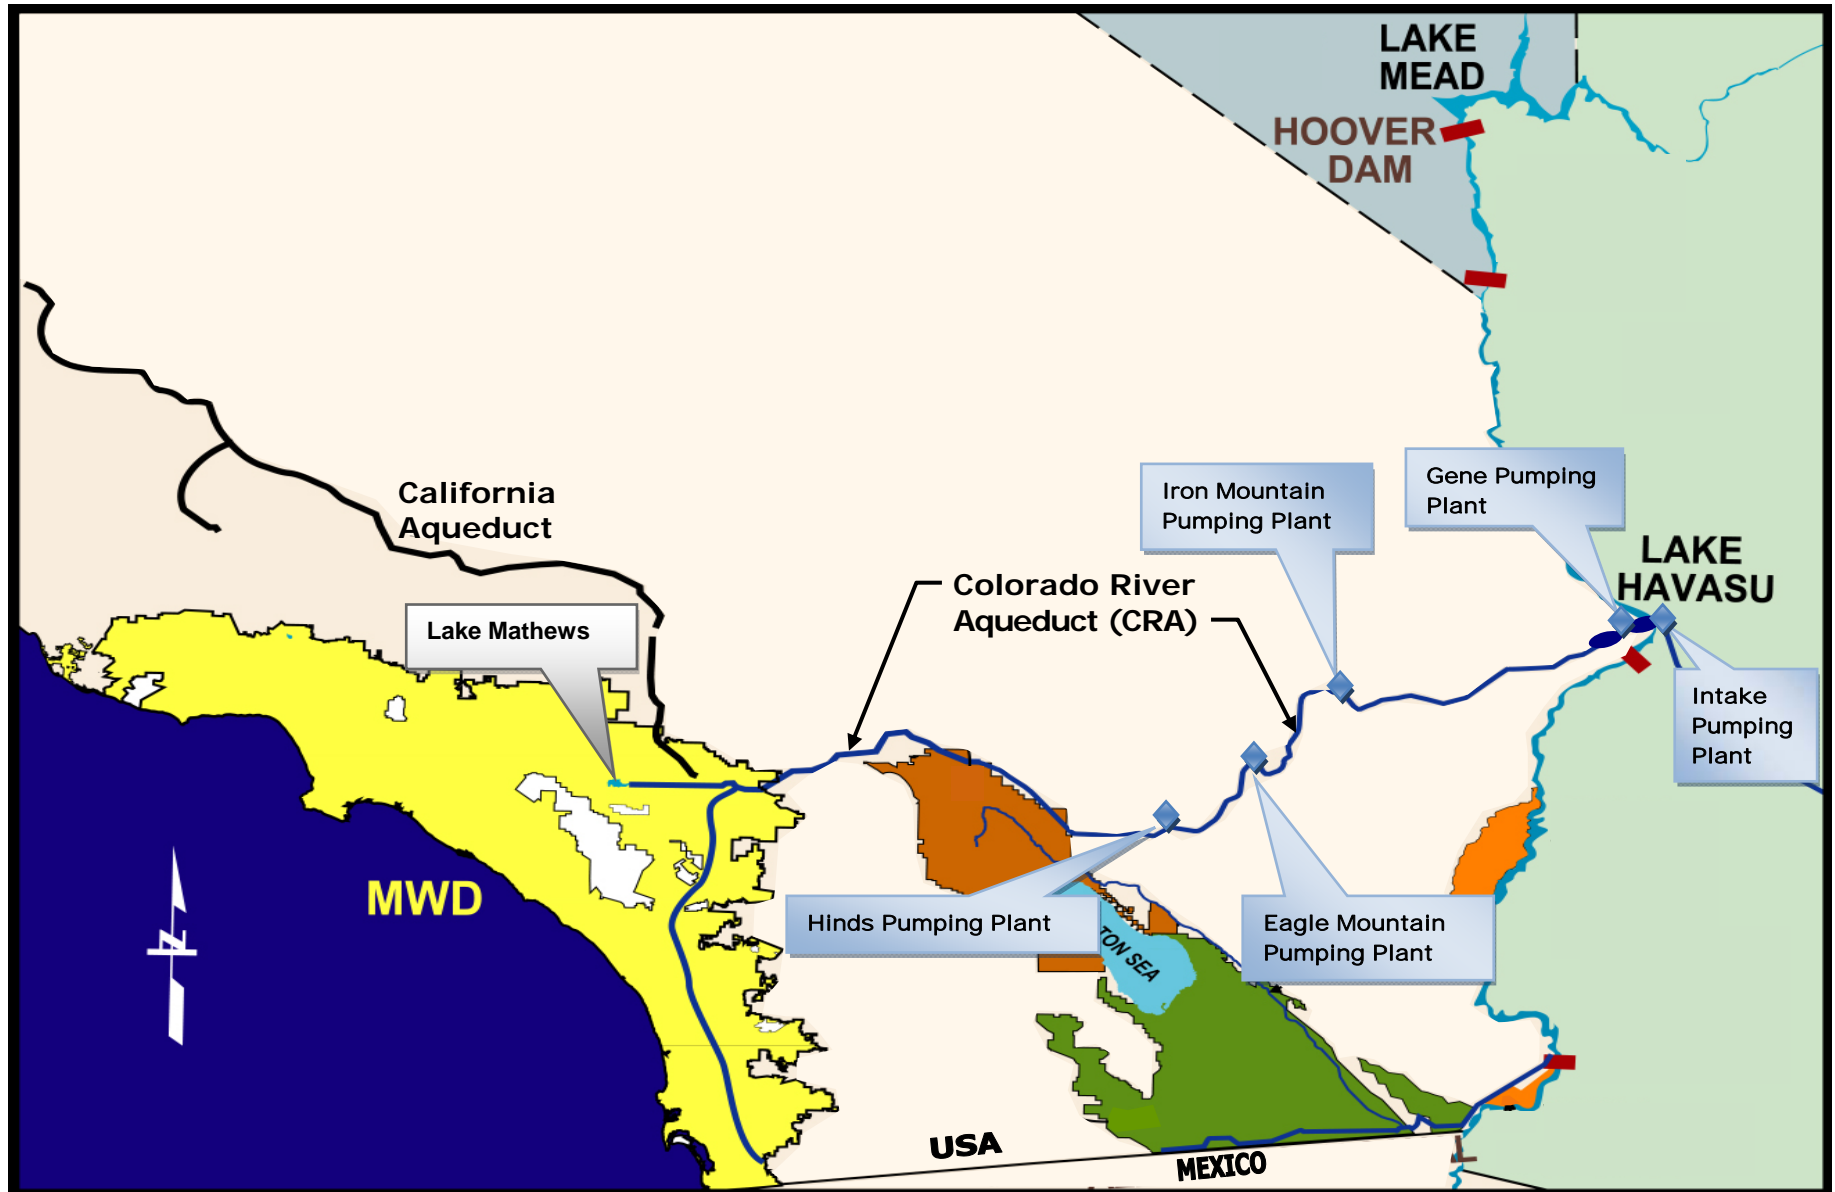 LAKE
MEAD
HOOVER
DAM
California
Aqueduct
Iron Mountain
Pumping Plant
Gene Pumping
Plant
LAKE
HAVASU
Colorado River
Aqueduct (CRA)
Lake Mathews
Intake
Pumping
Plant
MWD
Hinds Pumping Plant
Eagle Mountain
Pumping Plant
TON SEA
N
USA
MEXICO